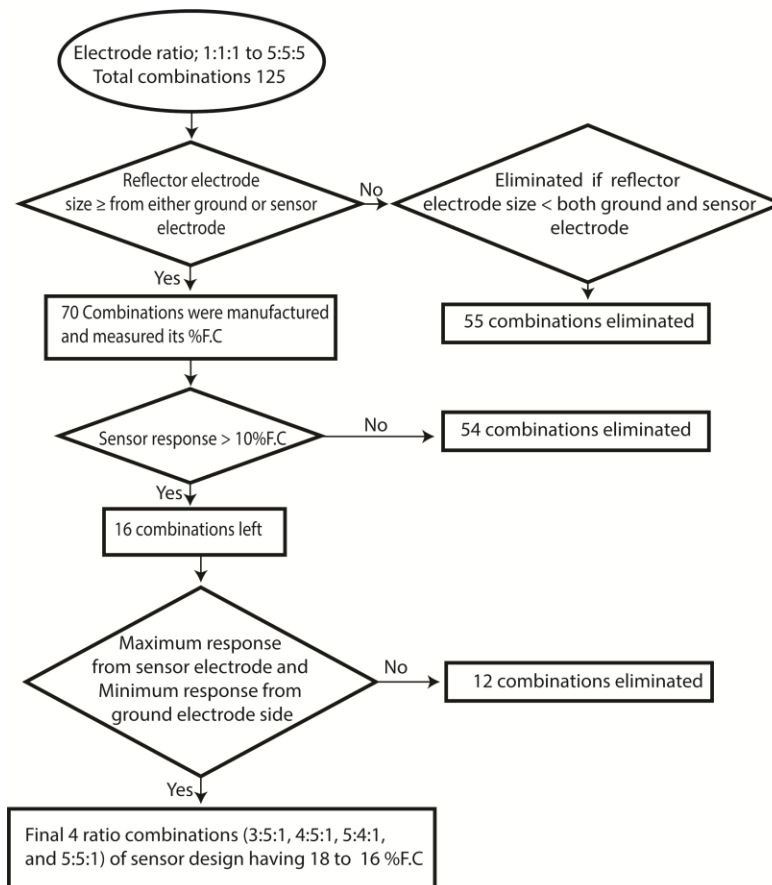 Electrode ratio; 1:1:1 to 5:5:5
Total combinations 125
Reflector electrode
size ≥ from either ground or sensor
electrode
No
Eliminated if reflector
electrode size < both ground and sensor
electrode
Yes
70 Combinations were manufactured
and measured its %F.C
55 combinations eliminated
Sensor response > 10%F.C
No
54 combinations eliminated
Yes
16 combinations left
Maximum response
from sensor electrode and
Minimum response from
ground electrode side
No
12 combinations eliminated
Yes
Final 4 ratio combinations (3:5:1, 4:5:1, 5:4:1,
and 5:5:1) of sensor design having 18 to 16 %F.C